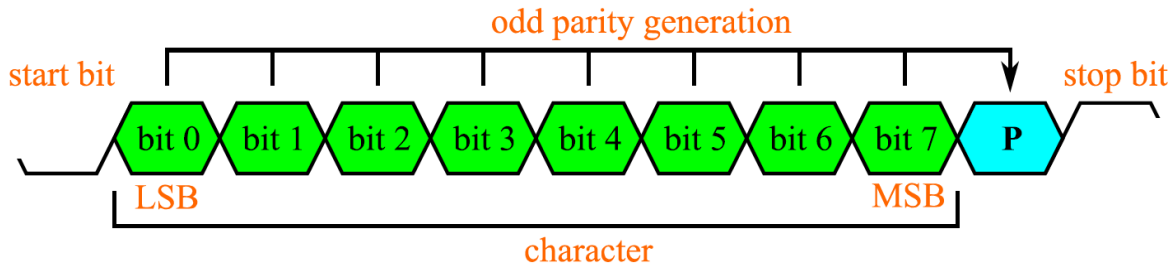 odd parity generation
start bit
stop bit
bit 0 bit 1 bit 2 bit 3 bit 4 bit 5 bit 6 bit 7 P
LSB MSB
character